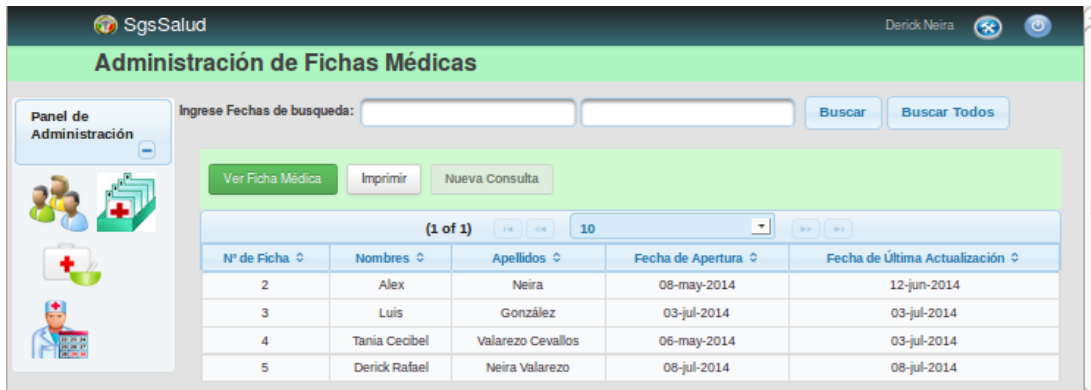 SgsSalud
Derick Neira
Administración de Fichas Médicas
Panel de
Administración
Ingrese Fechas de busqueda:
Buscar
Buscar Todos
Ver Ficha Médica
Imprimir
Nueva Consulta
(1 of 1)
10
Nº de Ficha Nombres Apellidos Fecha de Apertura Fecha de Última Actualización
2 Alex Neira 08-may-2014 12-jun-2014
3 Luis González 03-jul-2014 03-jul-2014
4 Tania Cecibel Valarezo Cevallos 06-may-2014 03-jul-2014
5 Derick Rafael Neira Valarezo 08-jul-2014 08-jul-2014